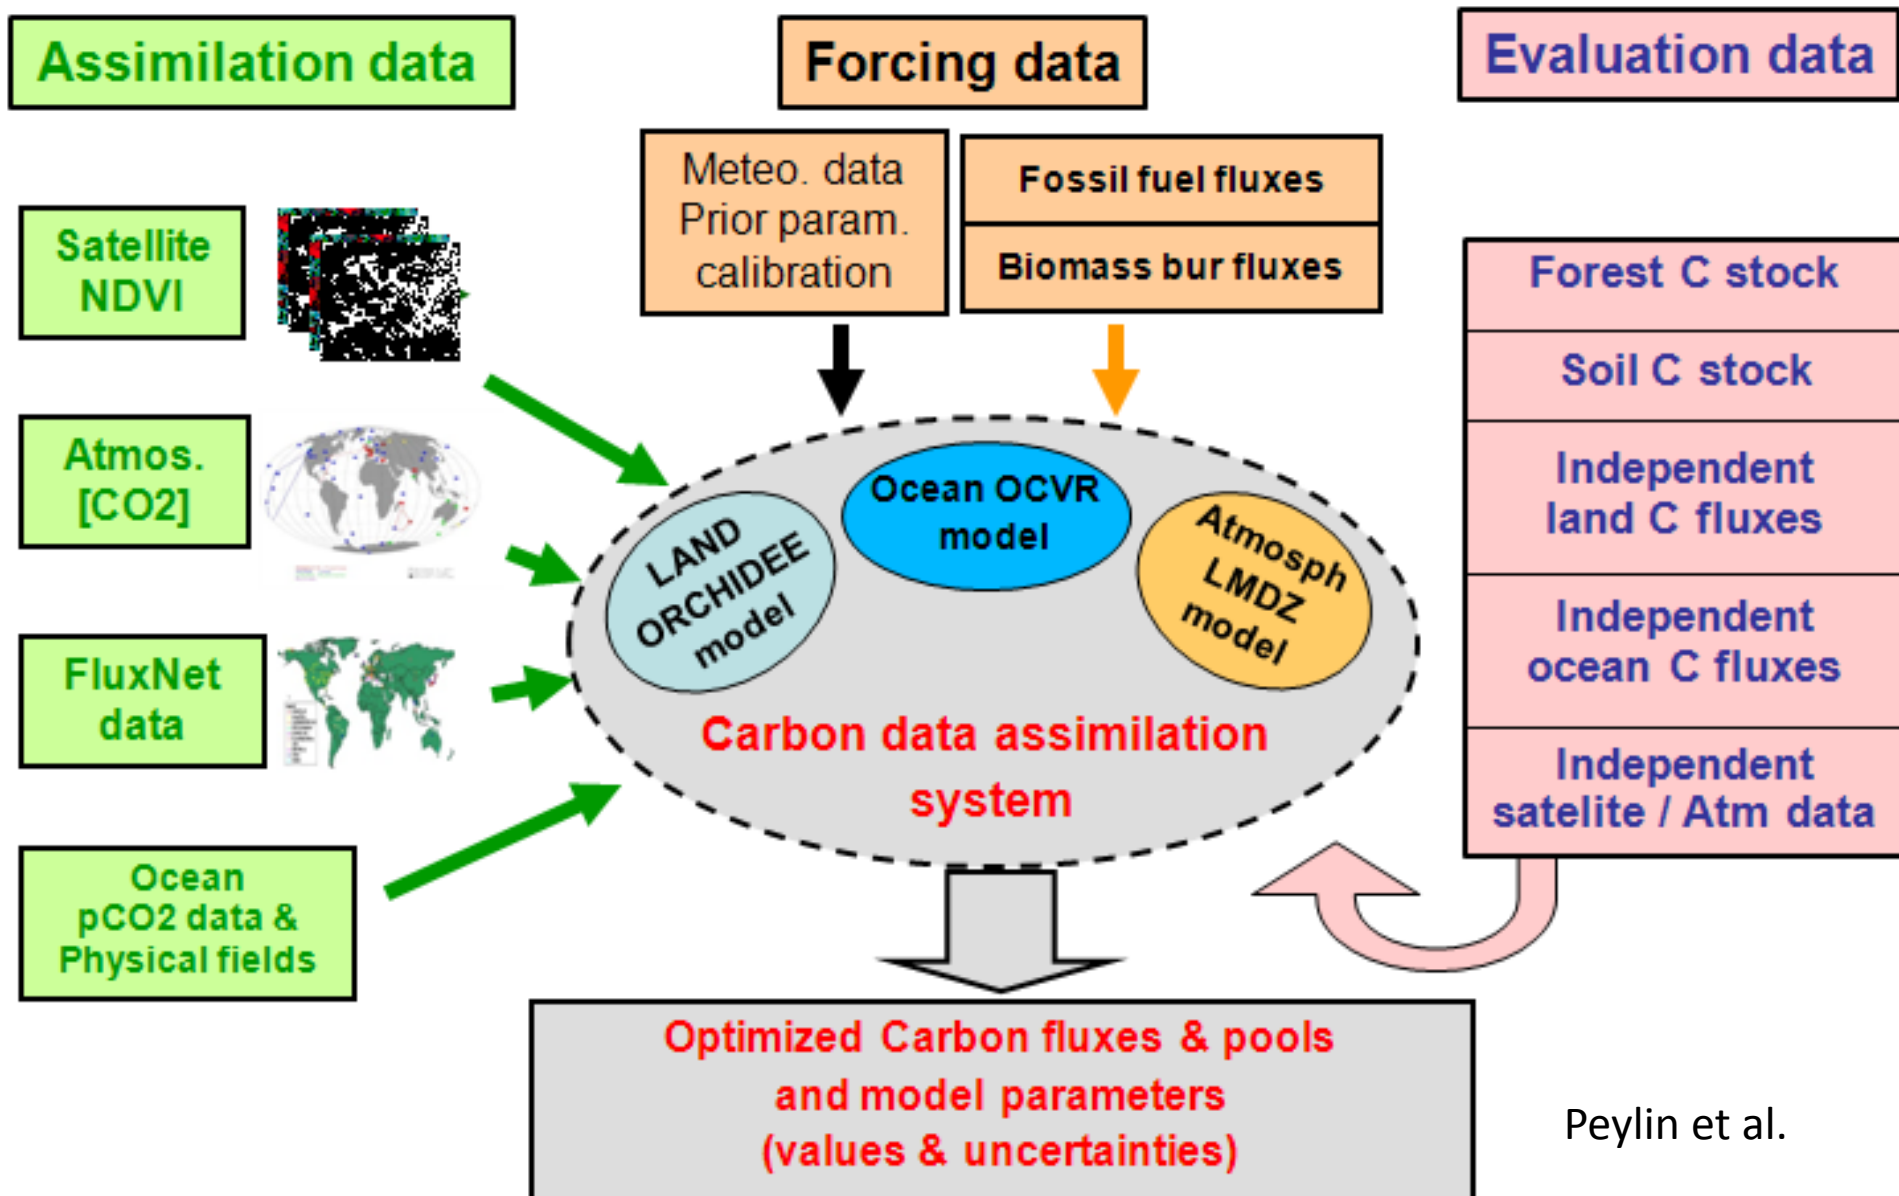 Assimilation data
Forcing data
Evaluation data
Meteo. data
Prior param.
calibration
Fossil fuel fluxes
Biomass bur fluxes
Satellite
NDVI
Atmos.
[CO2]
FluxNet
data
Ocean
pCO2 data &
Physical fields
LAND
ORCHIDEE
model
Ocean OCVR
model
Atmosph
LMDZ
model
Carbon data assimilation
system
Forest C stock
Soil C stock
Independent
land C fluxes
Independent
ocean C fluxes
Independent
satelite / Atm data
Optimized Carbon fluxes & pools
and model parameters
(values & uncertainties)
Peylin et al.